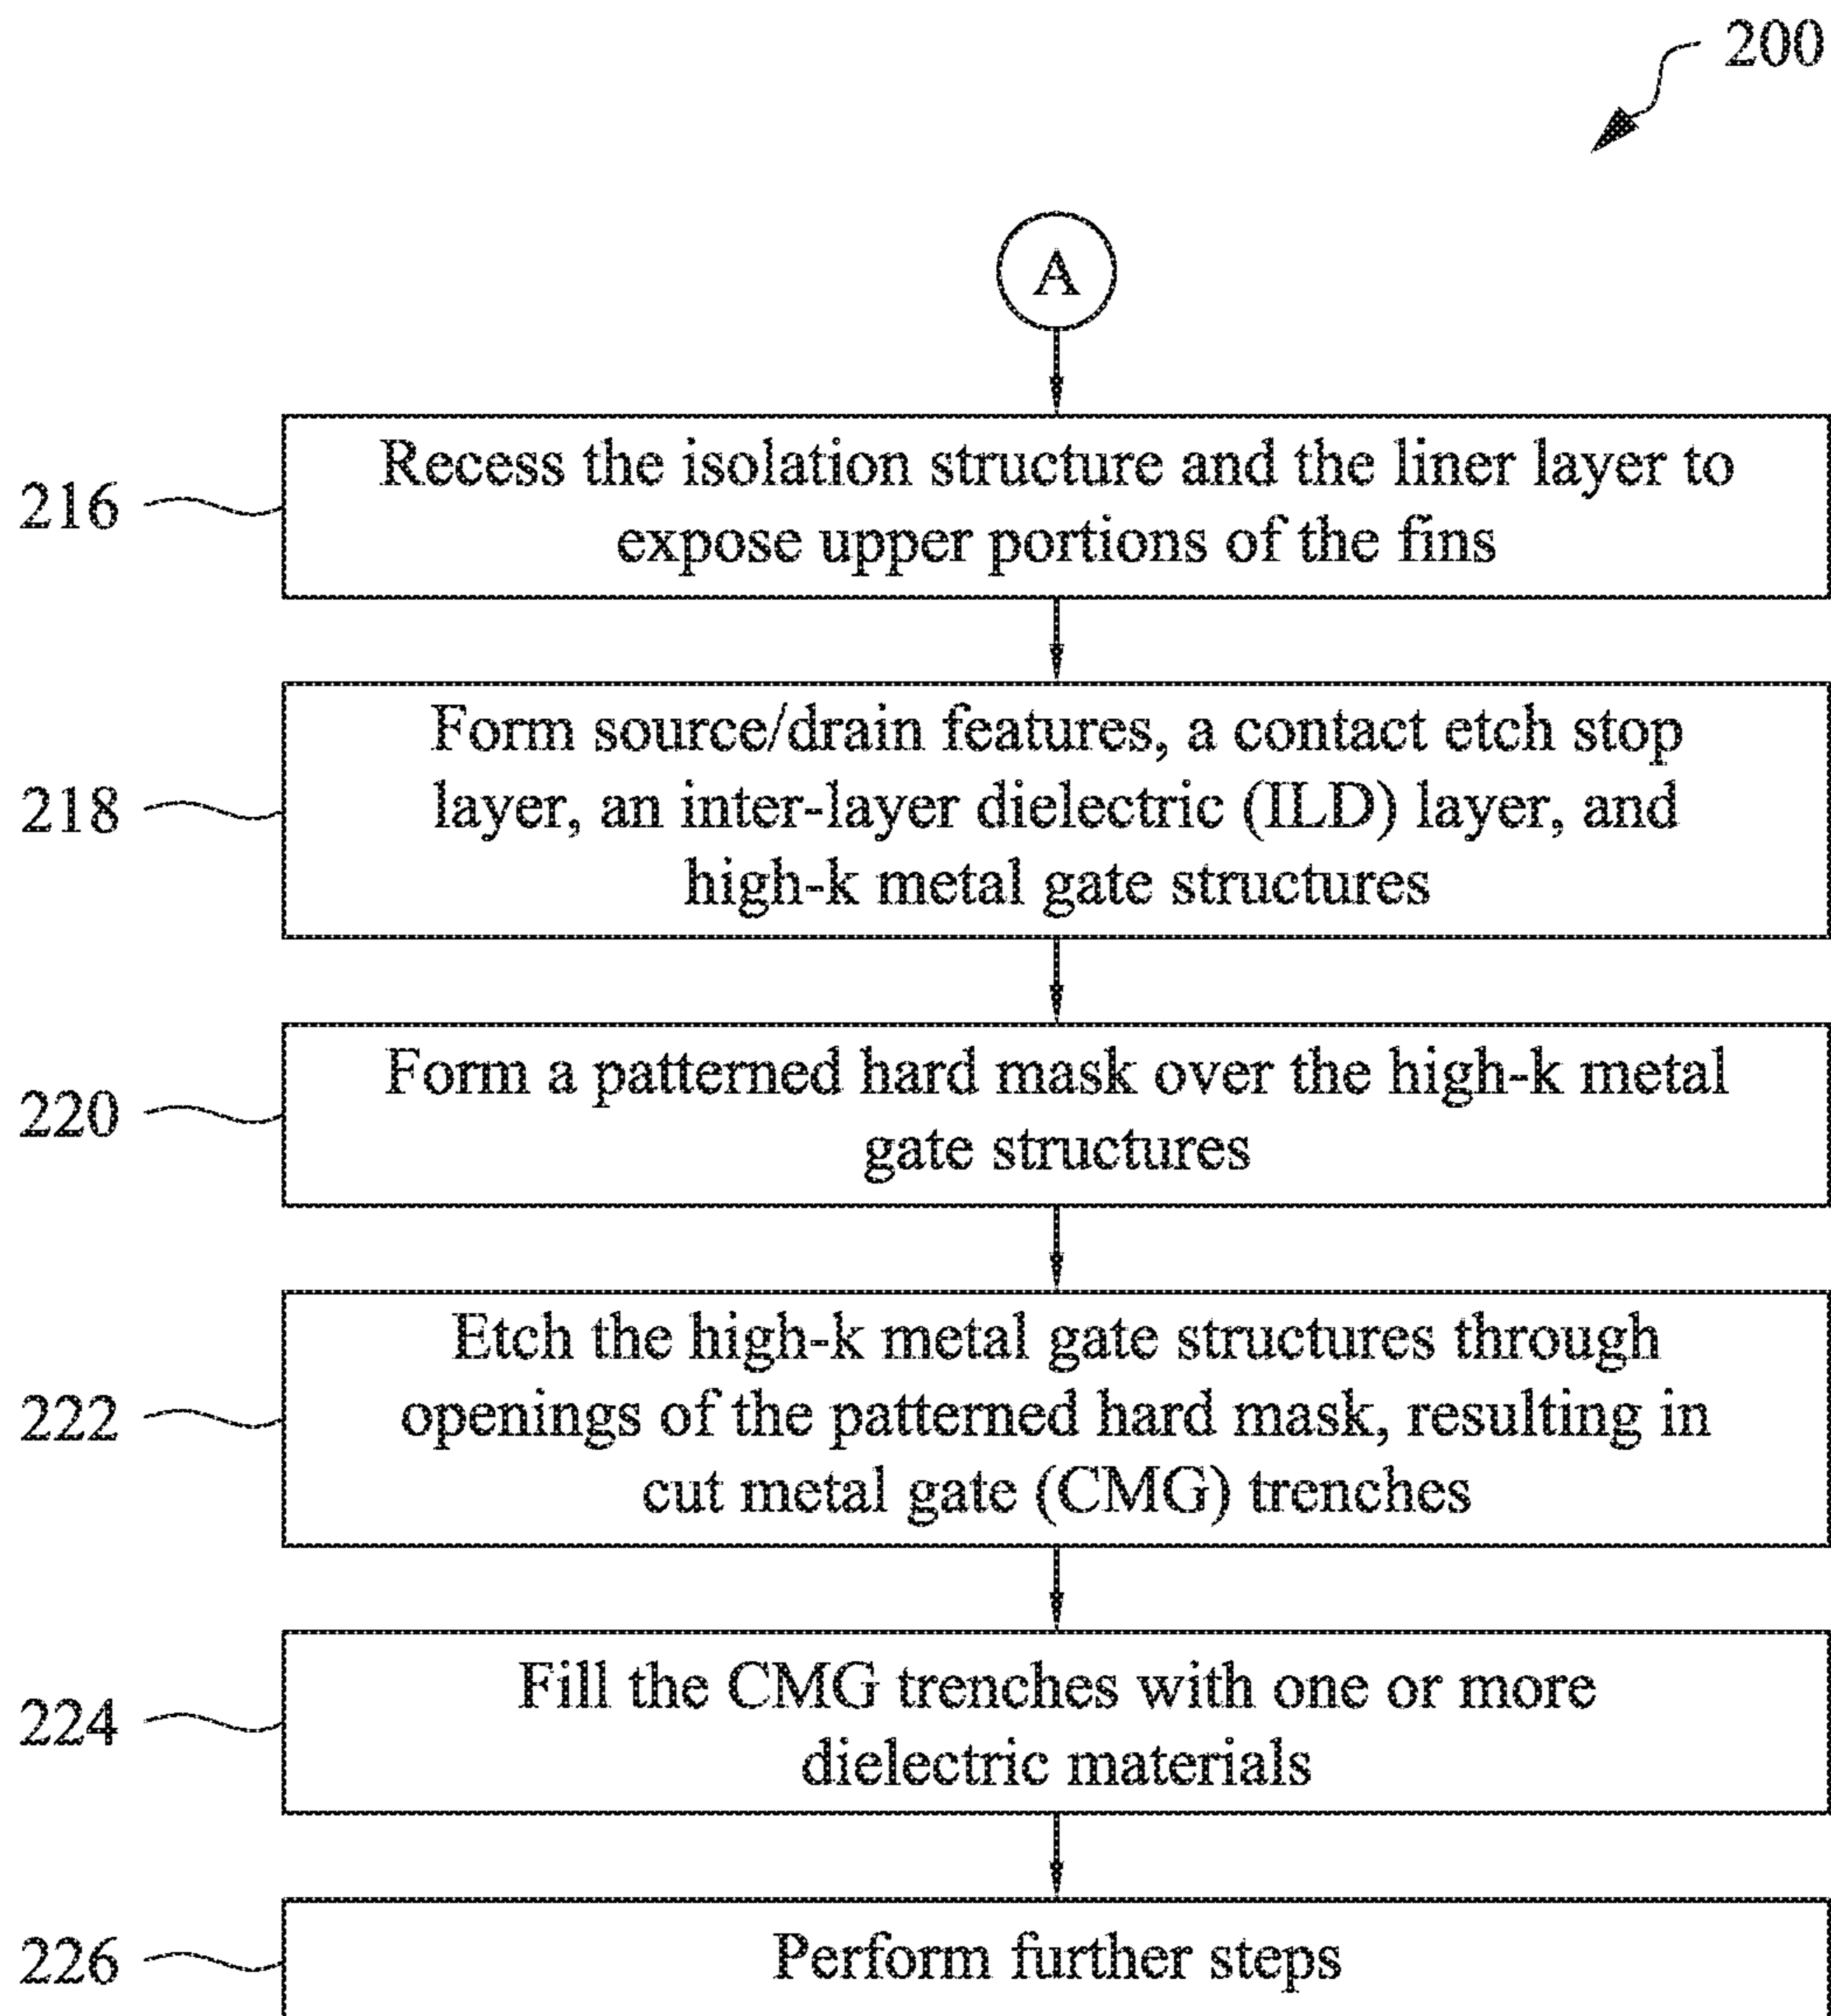 200
A
216
Recess the isolation structure and the liner layer to
expose upper portions of the fins
218
Form source/drain features, a contact etch stop
layer, an inter-layer dielectric (ILD) layer, and
high-k metal gate structures
220
Form a patterned hard mask over the high-k metal
gate structures
222
Etch the high-k metal gate structures through
openings of the patterned hard mask, resulting in
cut metal gate (CMG) trenches
224
Fill the CMG trenches with one or more
dielectric materials
226
Perform further steps